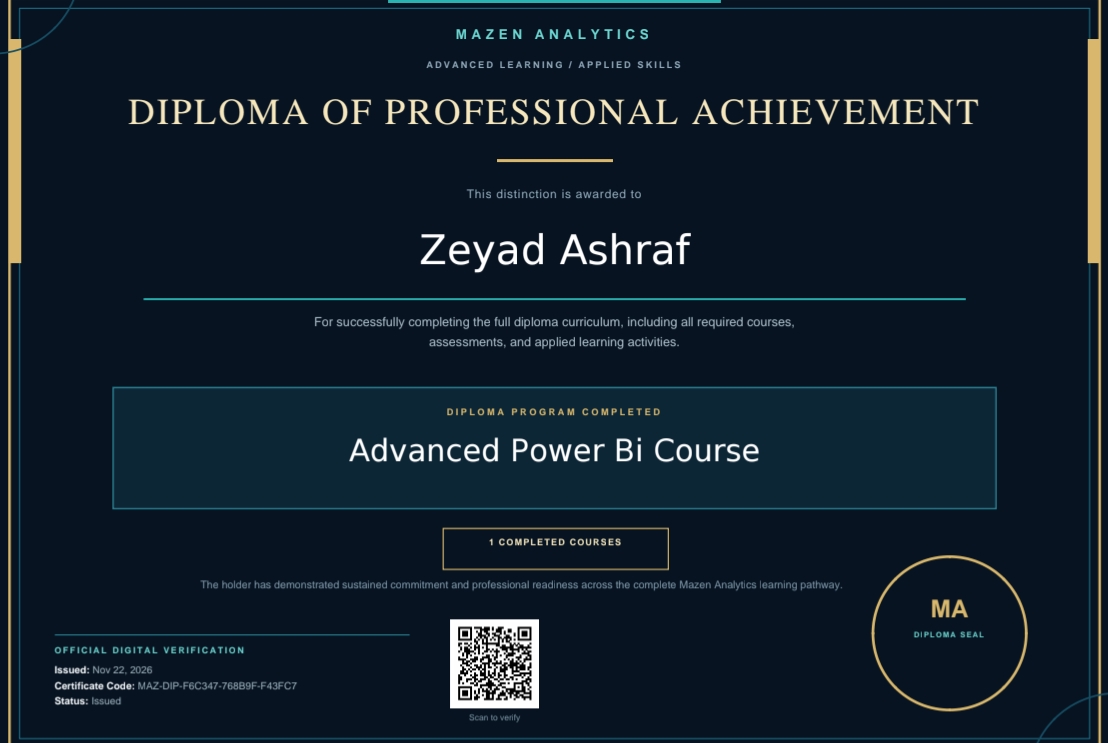 MAZEN ANALYTICS
ADVANCED LEARNING / APPLIED SKILLS
DIPLOMA OF PROFESSIONAL ACHIEVEMENT
This distinction is awarded to
Zeyad Ashraf
For successfully completing the full diploma curriculum, including all required courses,
assessments, and applied learning activities.
DIPLOMA PROGRAM COMPLETED
Advanced Power Bi Course
1 COMPLETED COURSES
The holder has demonstrated sustained commitment and professional readiness across the complete Mazen Analytics learning pathway.
MA
DIPLOMA SEAL
OFFICIAL DIGITAL VERIFICATION
Issued: Nov 22, 2026
Certificate Code: MAZ-DIP-F6C347-768B9F-F43FC7
Status: Issued
Scan to verify